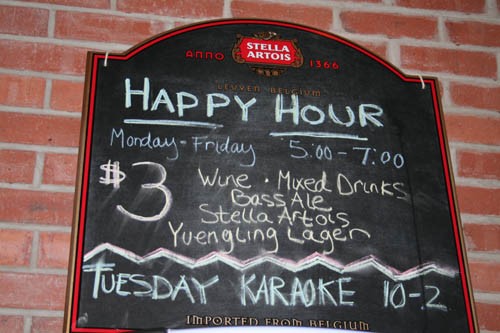 STELLA
ARTOIS
ANNO 1366
LEUVEN BELGIUM
HAPPY HOUR
Monday-Friday 5:00-7:00
$3
Wine · Mixed Drinks
Bass Ale
Stella Artois
Yuengling Lager
TUESDAY KARAOKE 10-2
IMPORTED FROM BELGIUM